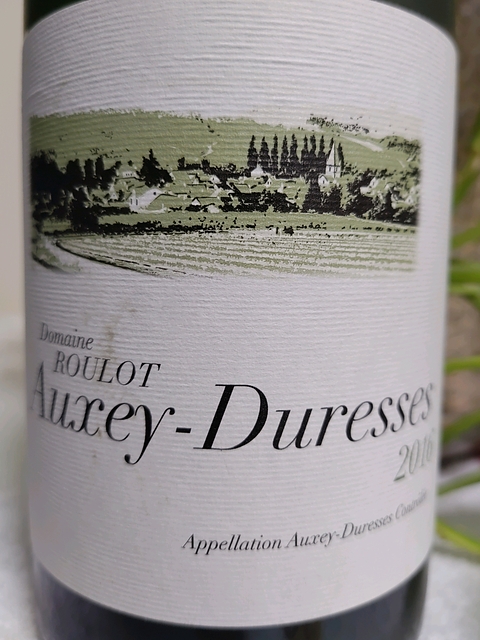 Domaine
ROULOT
Auxey-Duresses
2016
Appellation Auxey-Duresses Contrôlée